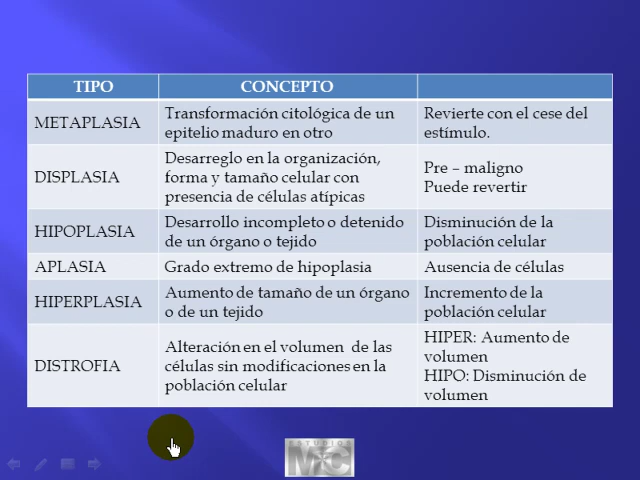 TIPO
CONCEPTO
METAPLASIA
Transformación citológica de un
epitelio maduro en otro
Revierte con el cese del
estímulo.
DISPLASIA
Desarreglo en la organización,
forma y tamaño celular con
presencia de células atípicas
Pre – maligno
Puede revertir
HIPOPLASIA
Desarrollo incompleto o detenido
de un órgano o tejido
Disminución de la
población celular
APLASIA
Grado extremo de hipoplasia
Ausencia de células
HIPERPLASIA
Aumento de tamaño de un órgano
o de un tejido
Incremento de la
población celular
DISTROFIA
Alteración en el volumen de las
células sin modificaciones en la
población celular
HIPER: Aumento de
volumen
HIPO: Disminución de
volumen
ESTUDIOS
MC